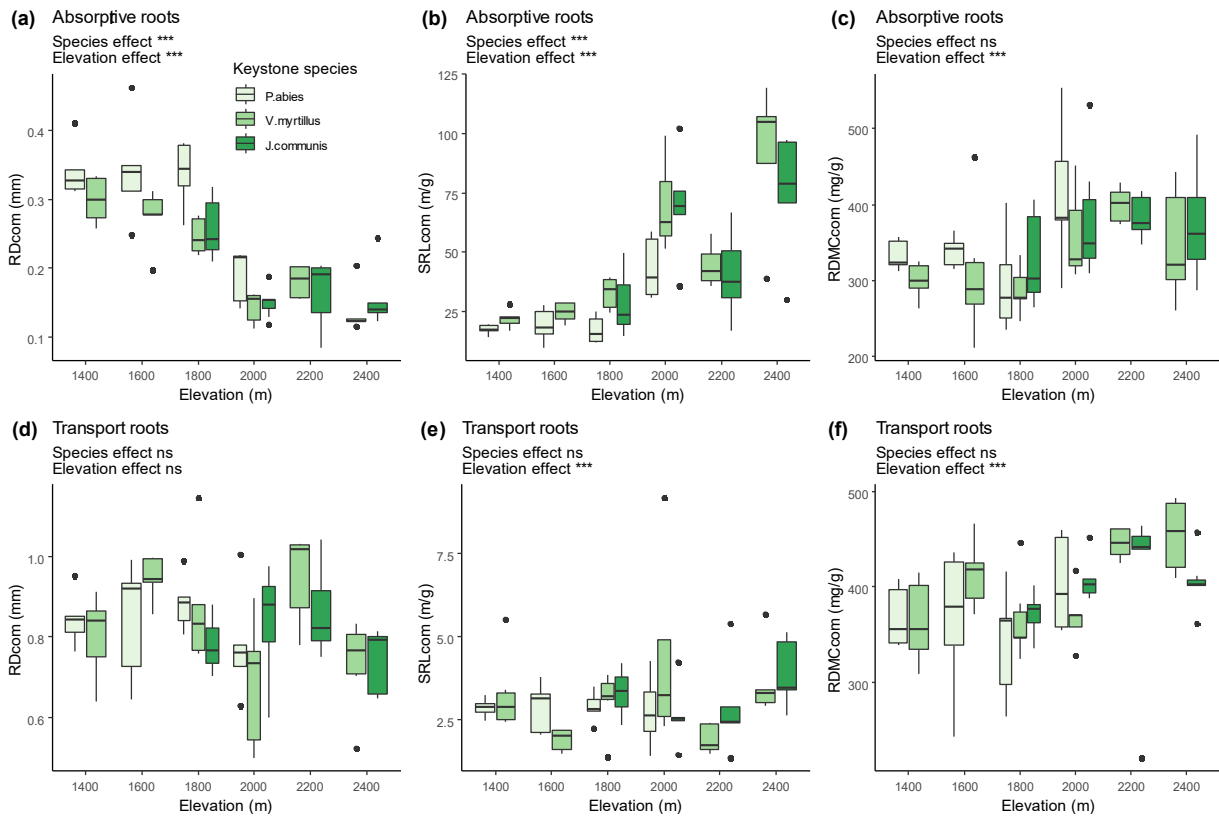 (a) Absorptive roots
Species effect ***
Elevation effect ***
Keystone species
P.abies
V.myrtillus
J.communis
RDcom (mm)
0.4
0.3
0.2
0.1
1400 1600 1800 2000 2200 2400
Elevation (m)
(b) Absorptive roots
Species effect ***
Elevation effect ***
SRLcom (m/g)
125
100
75
50
25
1400 1600 1800 2000 2200 2400
Elevation (m)
(c) Absorptive roots
Species effect ns
Elevation effect ***
RDMCcom (mg/g)
500
400
300
200
1400 1600 1800 2000 2200 2400
Elevation (m)
(d) Transport roots
Species effect ns
Elevation effect ns
RDcom (mm)
1.0
0.8
0.6
1400 1600 1800 2000 2200 2400
Elevation (m)
(e) Transport roots
Species effect ns
Elevation effect ***
SRLcom (m/g)
7.5
5.0
2.5
1400 1600 1800 2000 2200 2400
Elevation (m)
(f) Transport roots
Species effect ns
Elevation effect ***
RDMCcom (mg/g)
500
400
300
1400 1600 1800 2000 2200 2400
Elevation (m)